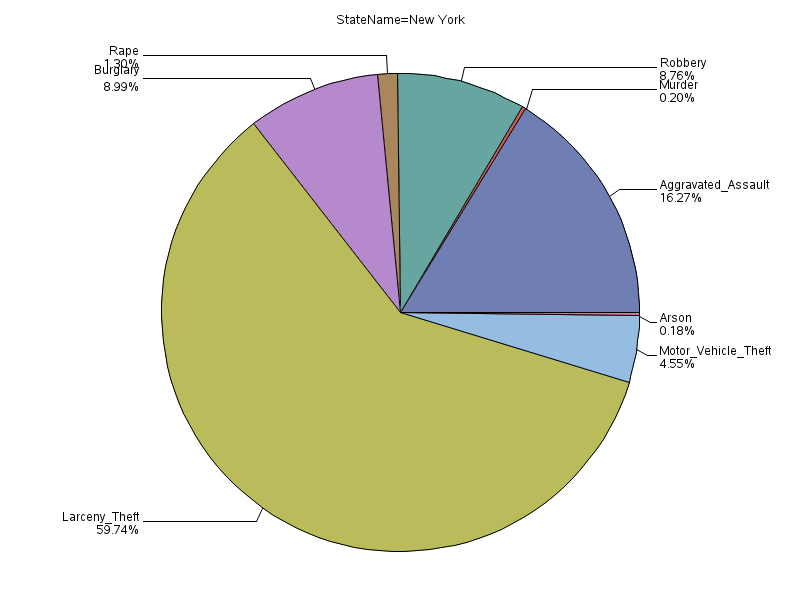 StateName=New York
Rape
1.30%
Burglary
8.99%
Robbery
8.76%
Murder
0.20%
Aggravated_Assault
16.27%
Arson
0.18%
Motor_Vehicle_Theft
4.55%
Larceny_Theft
59.74%